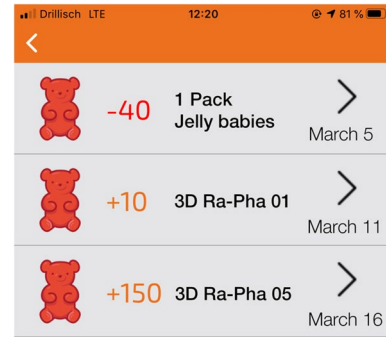 Drillisch LTE 12:20 81 %
-40 1 Pack
Jelly babies
March 5
+10 3D Ra-Pha 01
March 11
+150 3D Ra-Pha 05
March 16